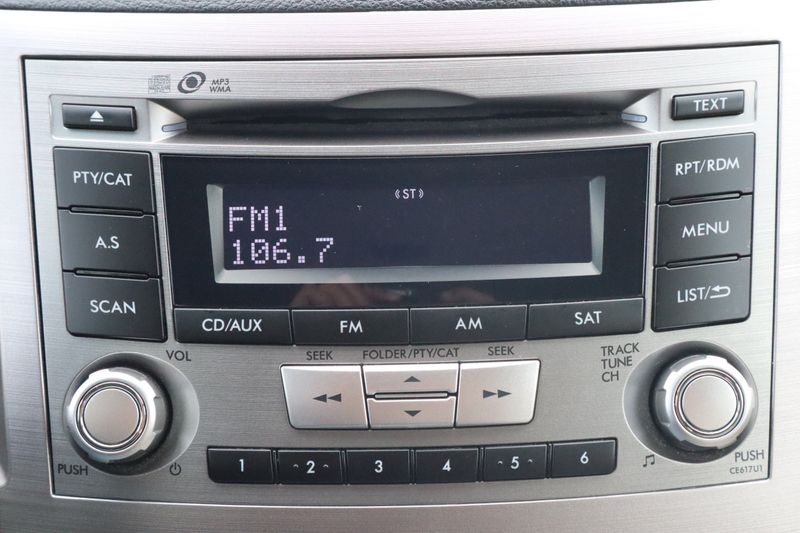 MP3
WMA
TEXT
PTY/CAT
A.S
SCAN
ST
FM1
106.7
RPT/RDM
MENU
LIST/
CD/AUX
FM
AM
SAT
VOL
SEEK
FOLDER/PTY/CAT
SEEK
TRACK
TUNE
CH
PUSH
1
2
3
4
5
6
PUSH
CE617U1